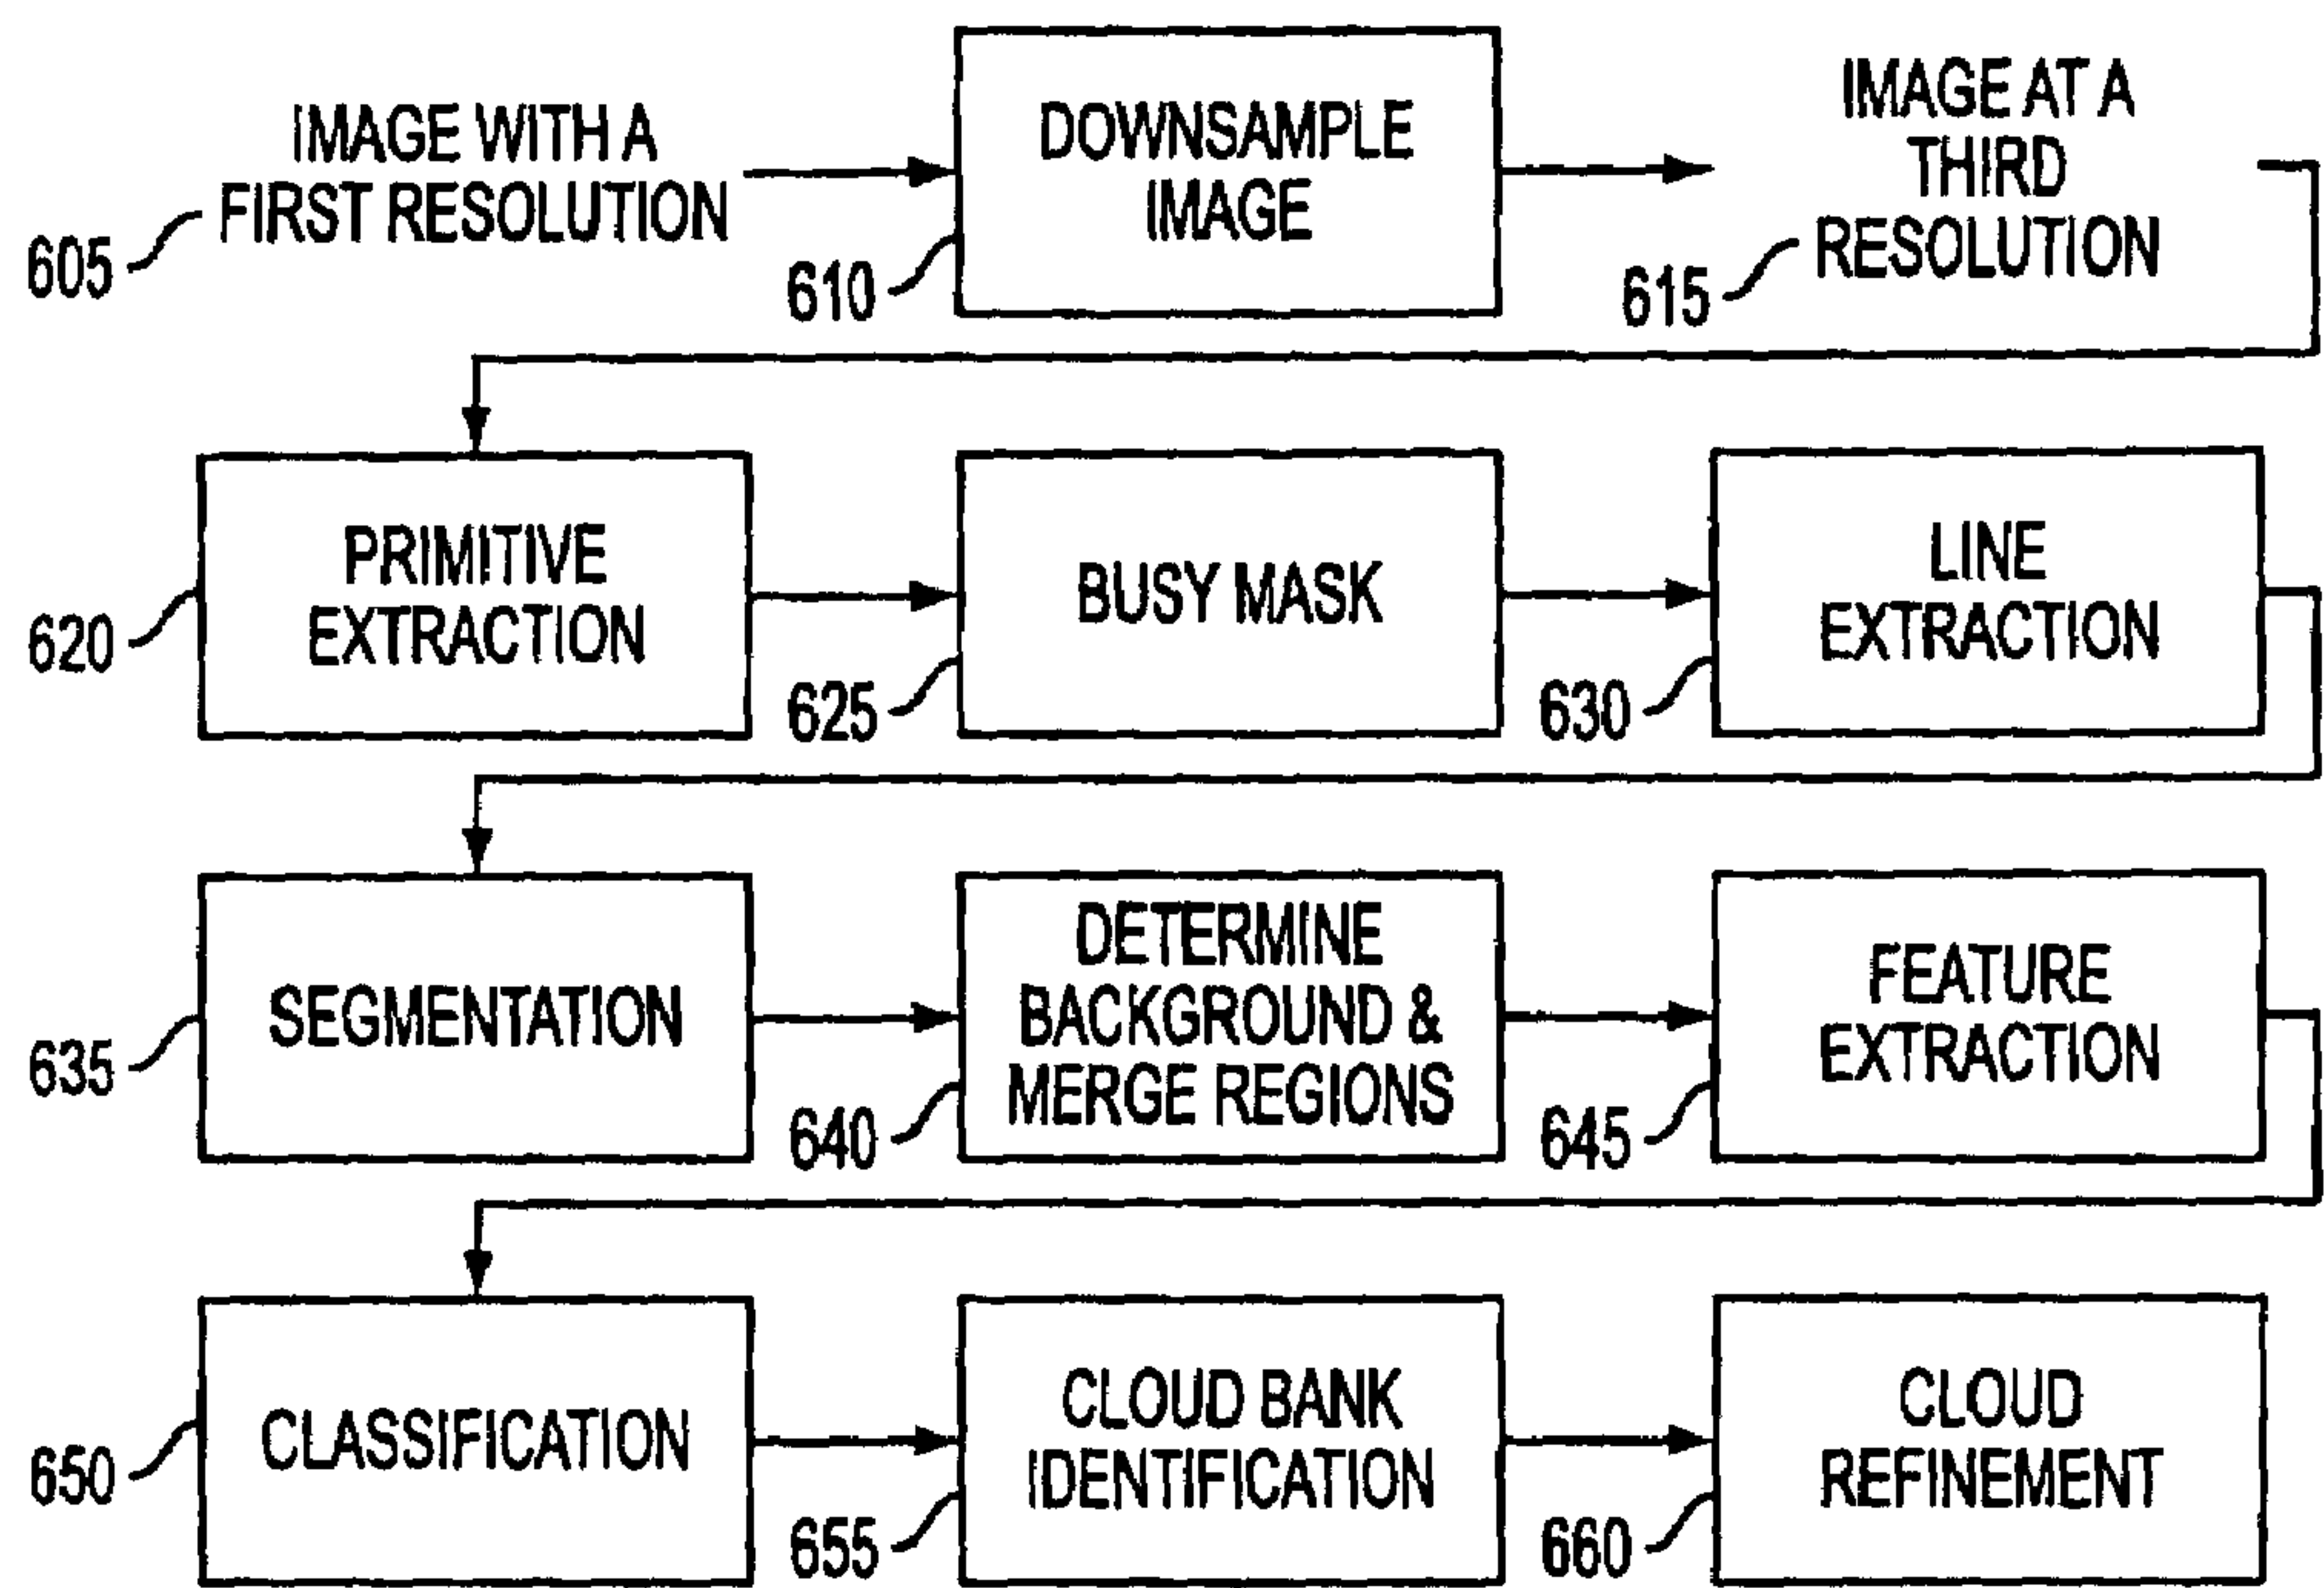 IMAGE WITH A
FIRST RESOLUTION
605
DOWNSAMPLE
IMAGE
610
IMAGE AT A
THIRD
RESOLUTION
615
PRIMITIVE
EXTRACTION
620
BUSY MASK
625
LINE
EXTRACTION
630
SEGMENTATION
635
DETERMINE
BACKGROUND &
MERGE REGIONS
640
FEATURE
EXTRACTION
645
CLASSIFICATION
650
CLOUD BANK
IDENTIFICATION
655
CLOUD
REFINEMENT
660